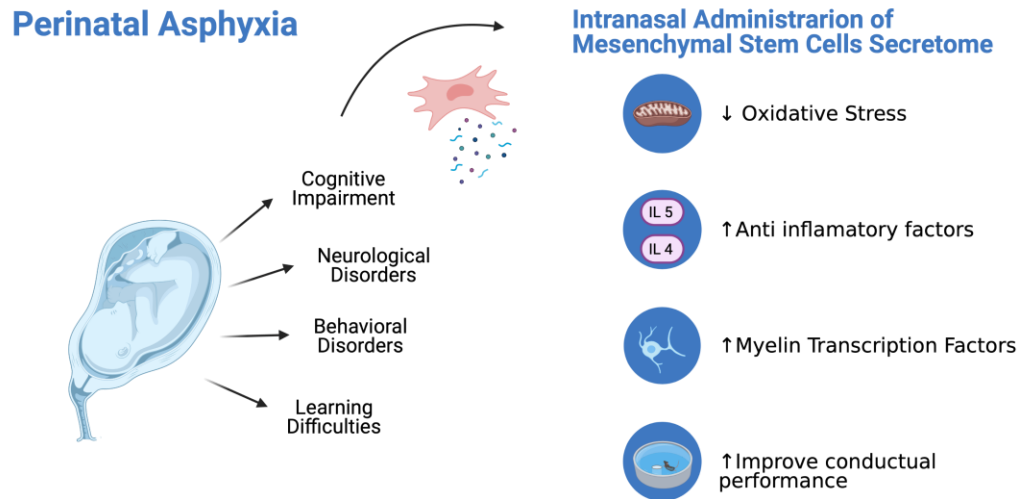 Perinatal Asphyxia
Cognitive
Impairment
Neurological
Disorders
Behavioral
Disorders
Learning
Difficulties
Intranasal Administrarion of
Mesenchymal Stem Cells Secretome
↓ Oxidative Stress
IL 5
IL 4
↑Anti inflamatory factors
↑Myelin Transcription Factors
↑Improve conductual
performance